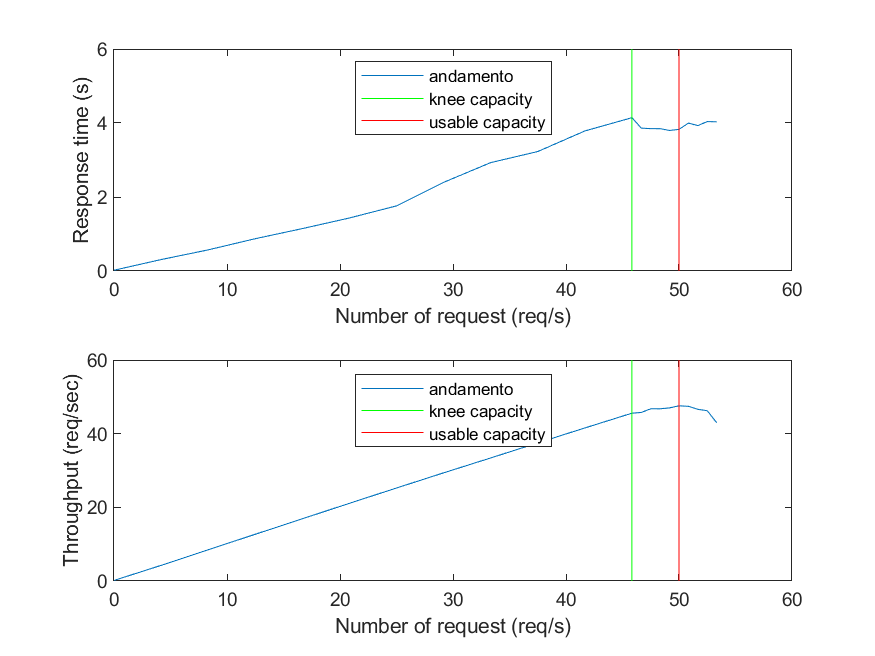 6
4
2
0
Response time (s)
andamento
knee capacity
usable capacity
0 10 20 30 40 50 60
Number of request (req/s)
60
40
20
0
Throughput (req/sec)
andamento
knee capacity
usable capacity
0 10 20 30 40 50 60
Number of request (req/s)